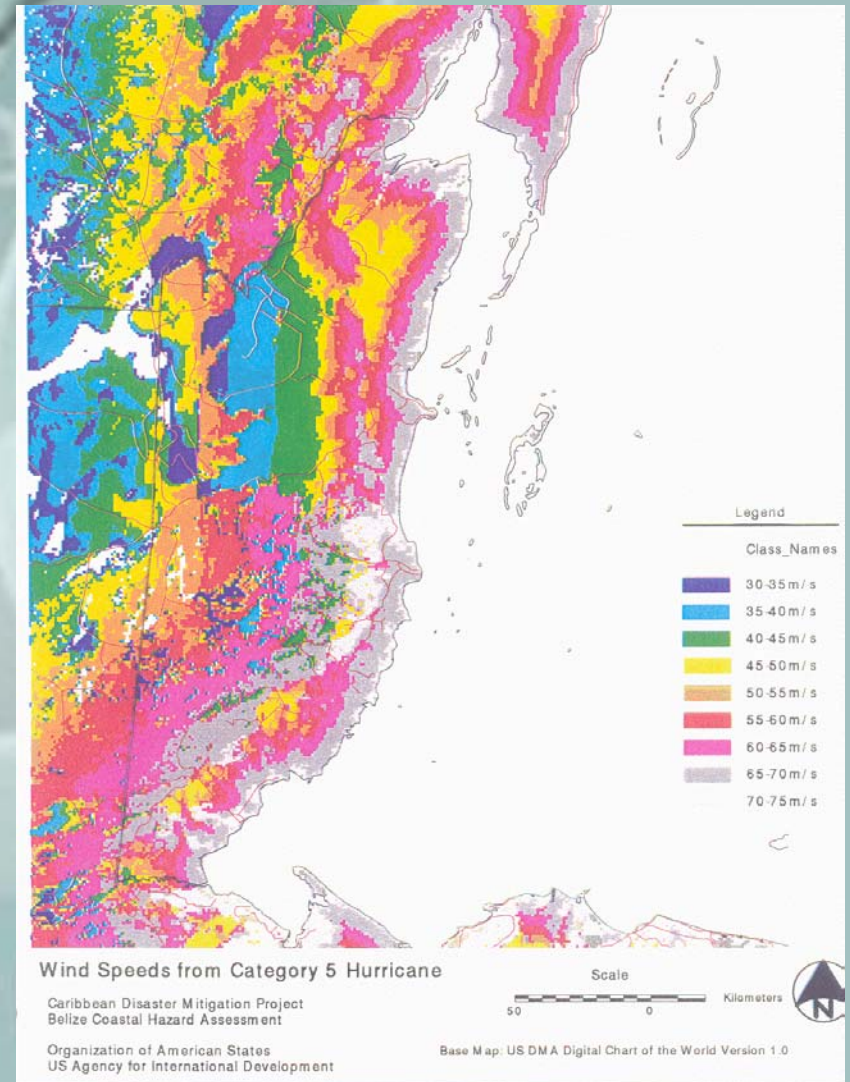 Legend
Class_Names
30-35m/s
35-40m/s
40-45m/s
45-50m/s
50-55m/s
55-60m/s
60-65m/s
65-70m/s
70-75m/s
Wind Speeds from Category 5 Hurricane
Caribbean Disaster Mitigation Project
Belize Coastal Hazard Assessment
Organization of American States
US Agency for International Development
Scale
Kilometers
50 0
N
Base Map: US DMA Digital Chart of the World Version 1.0